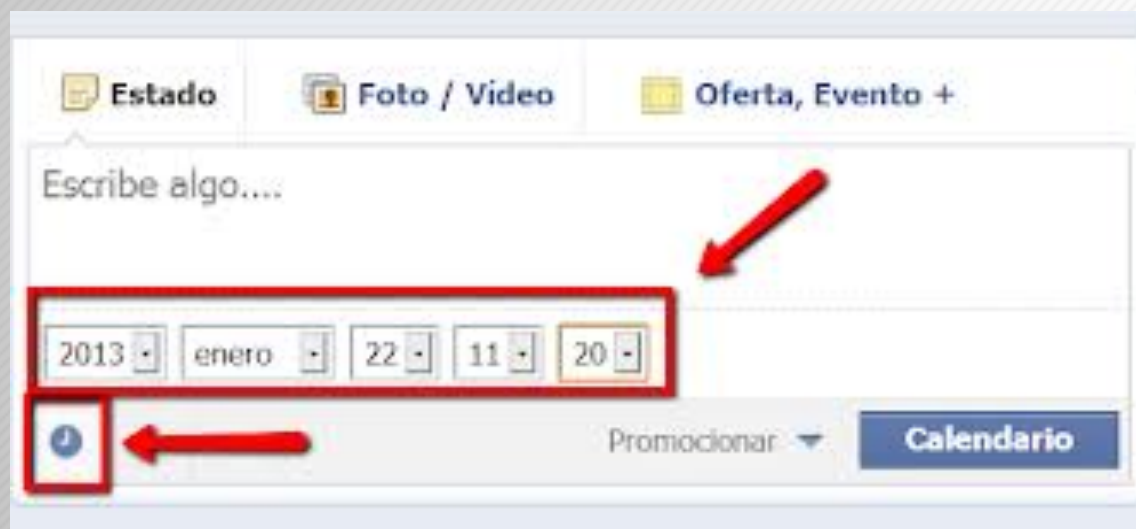 Estado Foto / Video Oferta, Evento +
Escribe algo....
2013 enero 22 11 20
Promocionar Calendario